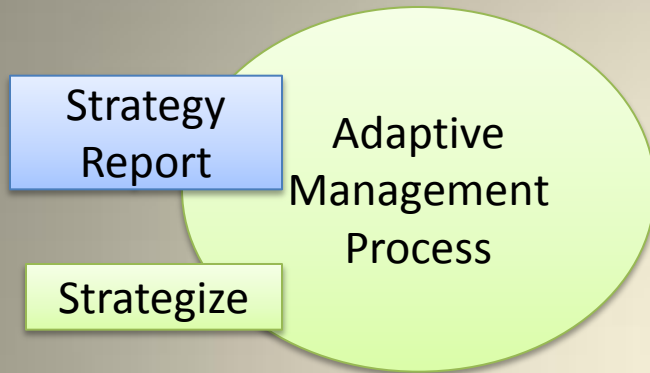 Strategy
Report
Adaptive
Management
Process
Strategize